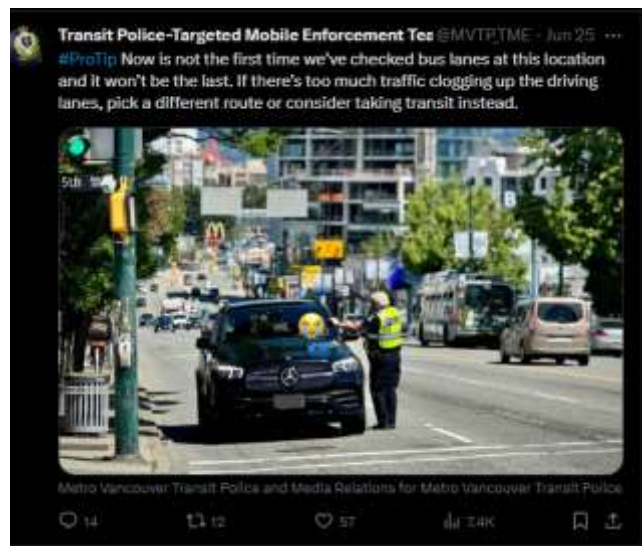 Transit Police-Targeted Mobile Enforcement Tea @MVTP_TME · Jun 25 ···
#ProTip Now is not the first time we've checked bus lanes at this location
and it won't be the last. If there's too much traffic clogging up the driving
lanes, pick a different route or consider taking transit instead.
5th
Metro Vancouver Transit Police and Media Relations for Metro Vancouver Transit Police
14 12 57 7.4K